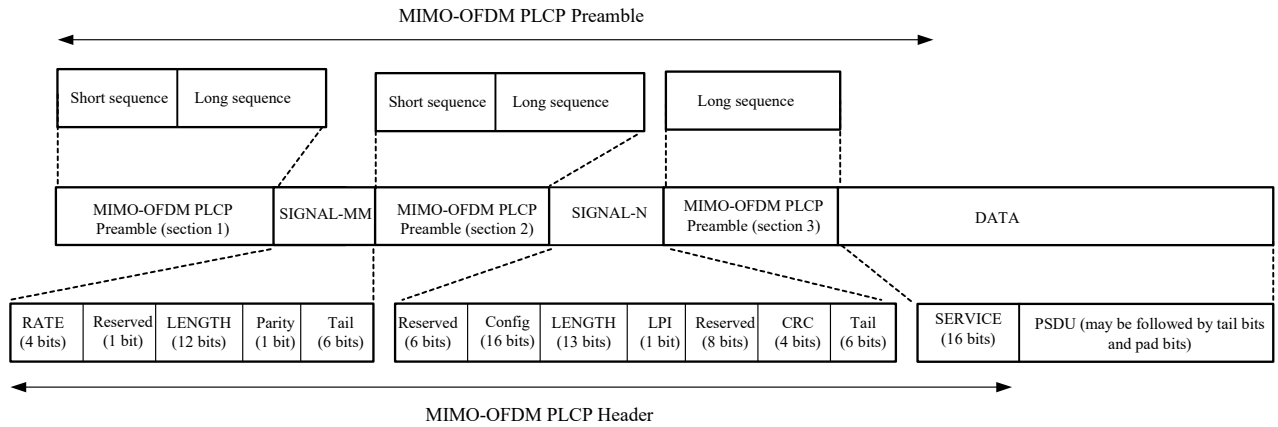 MIMO-OFDM PLCP Preamble
Short sequence
Long sequence
Short sequence
Long sequence
Long sequence
MIMO-OFDM PLCP
Preamble (section 1)
SIGNAL-MM
MIMO-OFDM PLCP
Preamble (section 2)
SIGNAL-N
MIMO-OFDM PLCP
Preamble (section 3)
DATA
RATE
(4 bits)
Reserved
(1 bit)
LENGTH
(12 bits)
Parity
(1 bit)
Tail
(6 bits)
Reserved
(6 bits)
Config
(16 bits)
LENGTH
(13 bits)
LPI
(1 bit)
Reserved
(8 bits)
CRC
(4 bits)
Tail
(6 bits)
SERVICE
(16 bits)
PSDU (may be followed by tail bits
and pad bits)
MIMO-OFDM PLCP Header